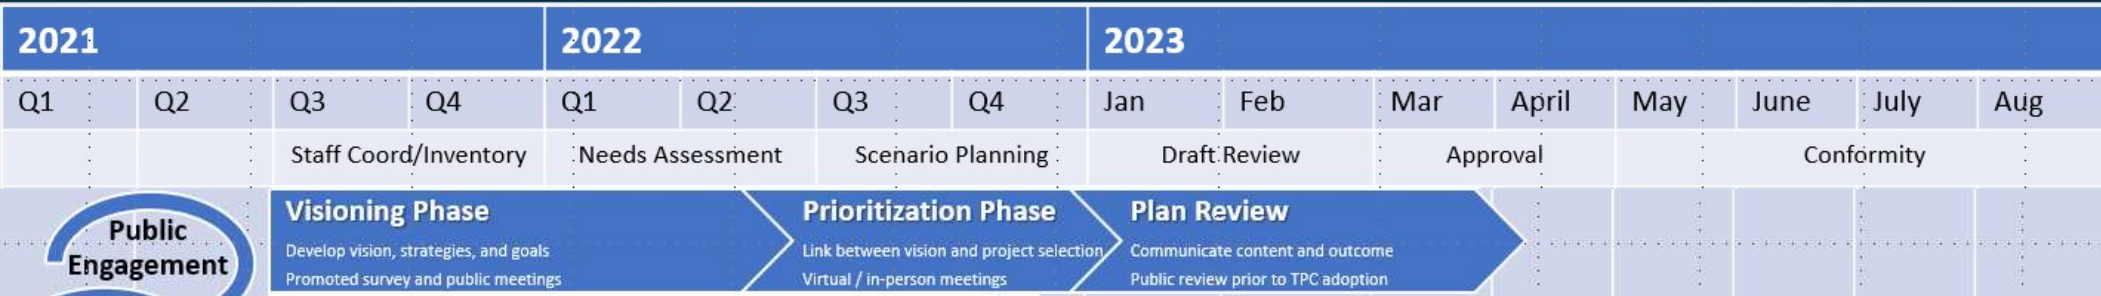 2021 2022 2023
Q1 Q2 Q3 Q4 Q1 Q2 Q3 Q4 Jan Feb Mar April May June July Aug
Staff Coord/Inventory Needs Assessment Scenario Planning Draft Review Approval Conformity
Public
Engagement
Visioning Phase
Develop vision, strategies, and goals
Promoted survey and public meetings
Prioritization Phase
Link between vision and project selection
Virtual / in-person meetings
Plan Review
Communicate content and outcome
Public review prior to TPC adoption